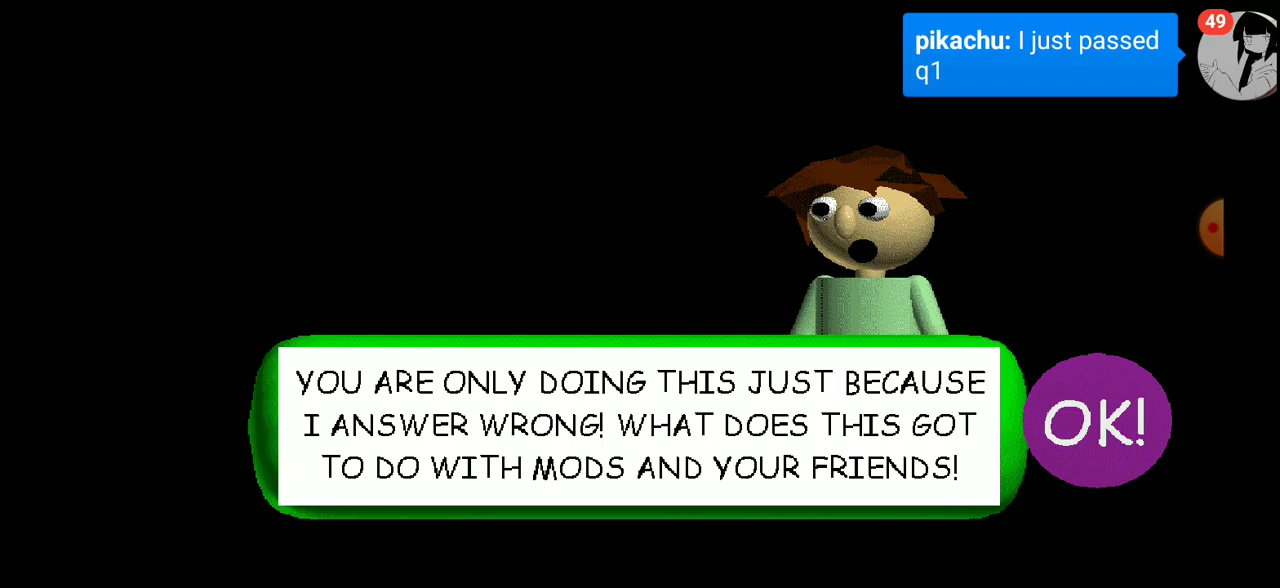 49
pikachu: I just passed
q1
YOU ARE ONLY DOING THIS JUST BECAUSE
I ANSWER WRONG! WHAT DOES THIS GOT
TO DO WITH MODS AND YOUR FRIENDS!
OK!